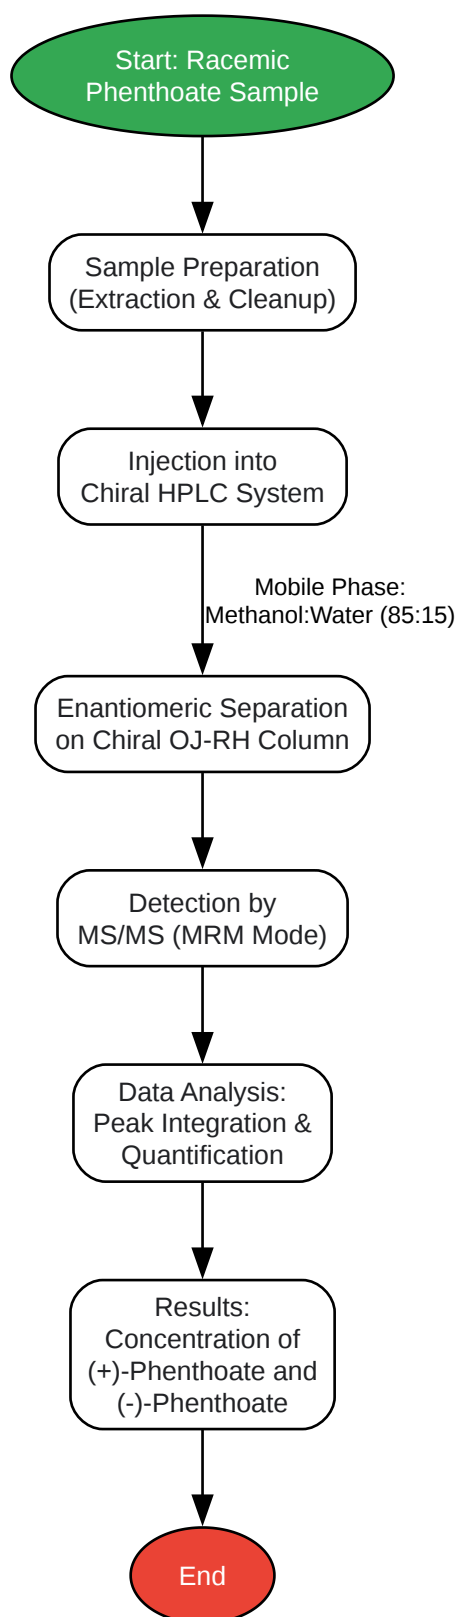 Start: Racemic
Phenthoate Sample
Sample Preparation
(Extraction & Cleanup)
Injection into
Chiral HPLC System
Mobile Phase:
Methanol:Water (85:15)
Enantiomeric Separation
on Chiral OJ-RH Column
Detection by
MS/MS (MRM Mode)
Data Analysis:
Peak Integration &
Quantification
Results:
Concentration of
(+)-Phenthoate and
(-)-Phenthoate
End